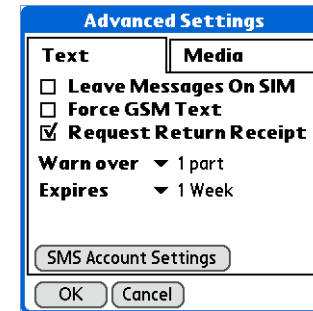 Advanced Settings
Text Media
Leave Messages On SIM
Force GSM Text
Request Return Receipt
Warn over 1 part
Expires 1 Week
SMS Account Settings
OK Cancel